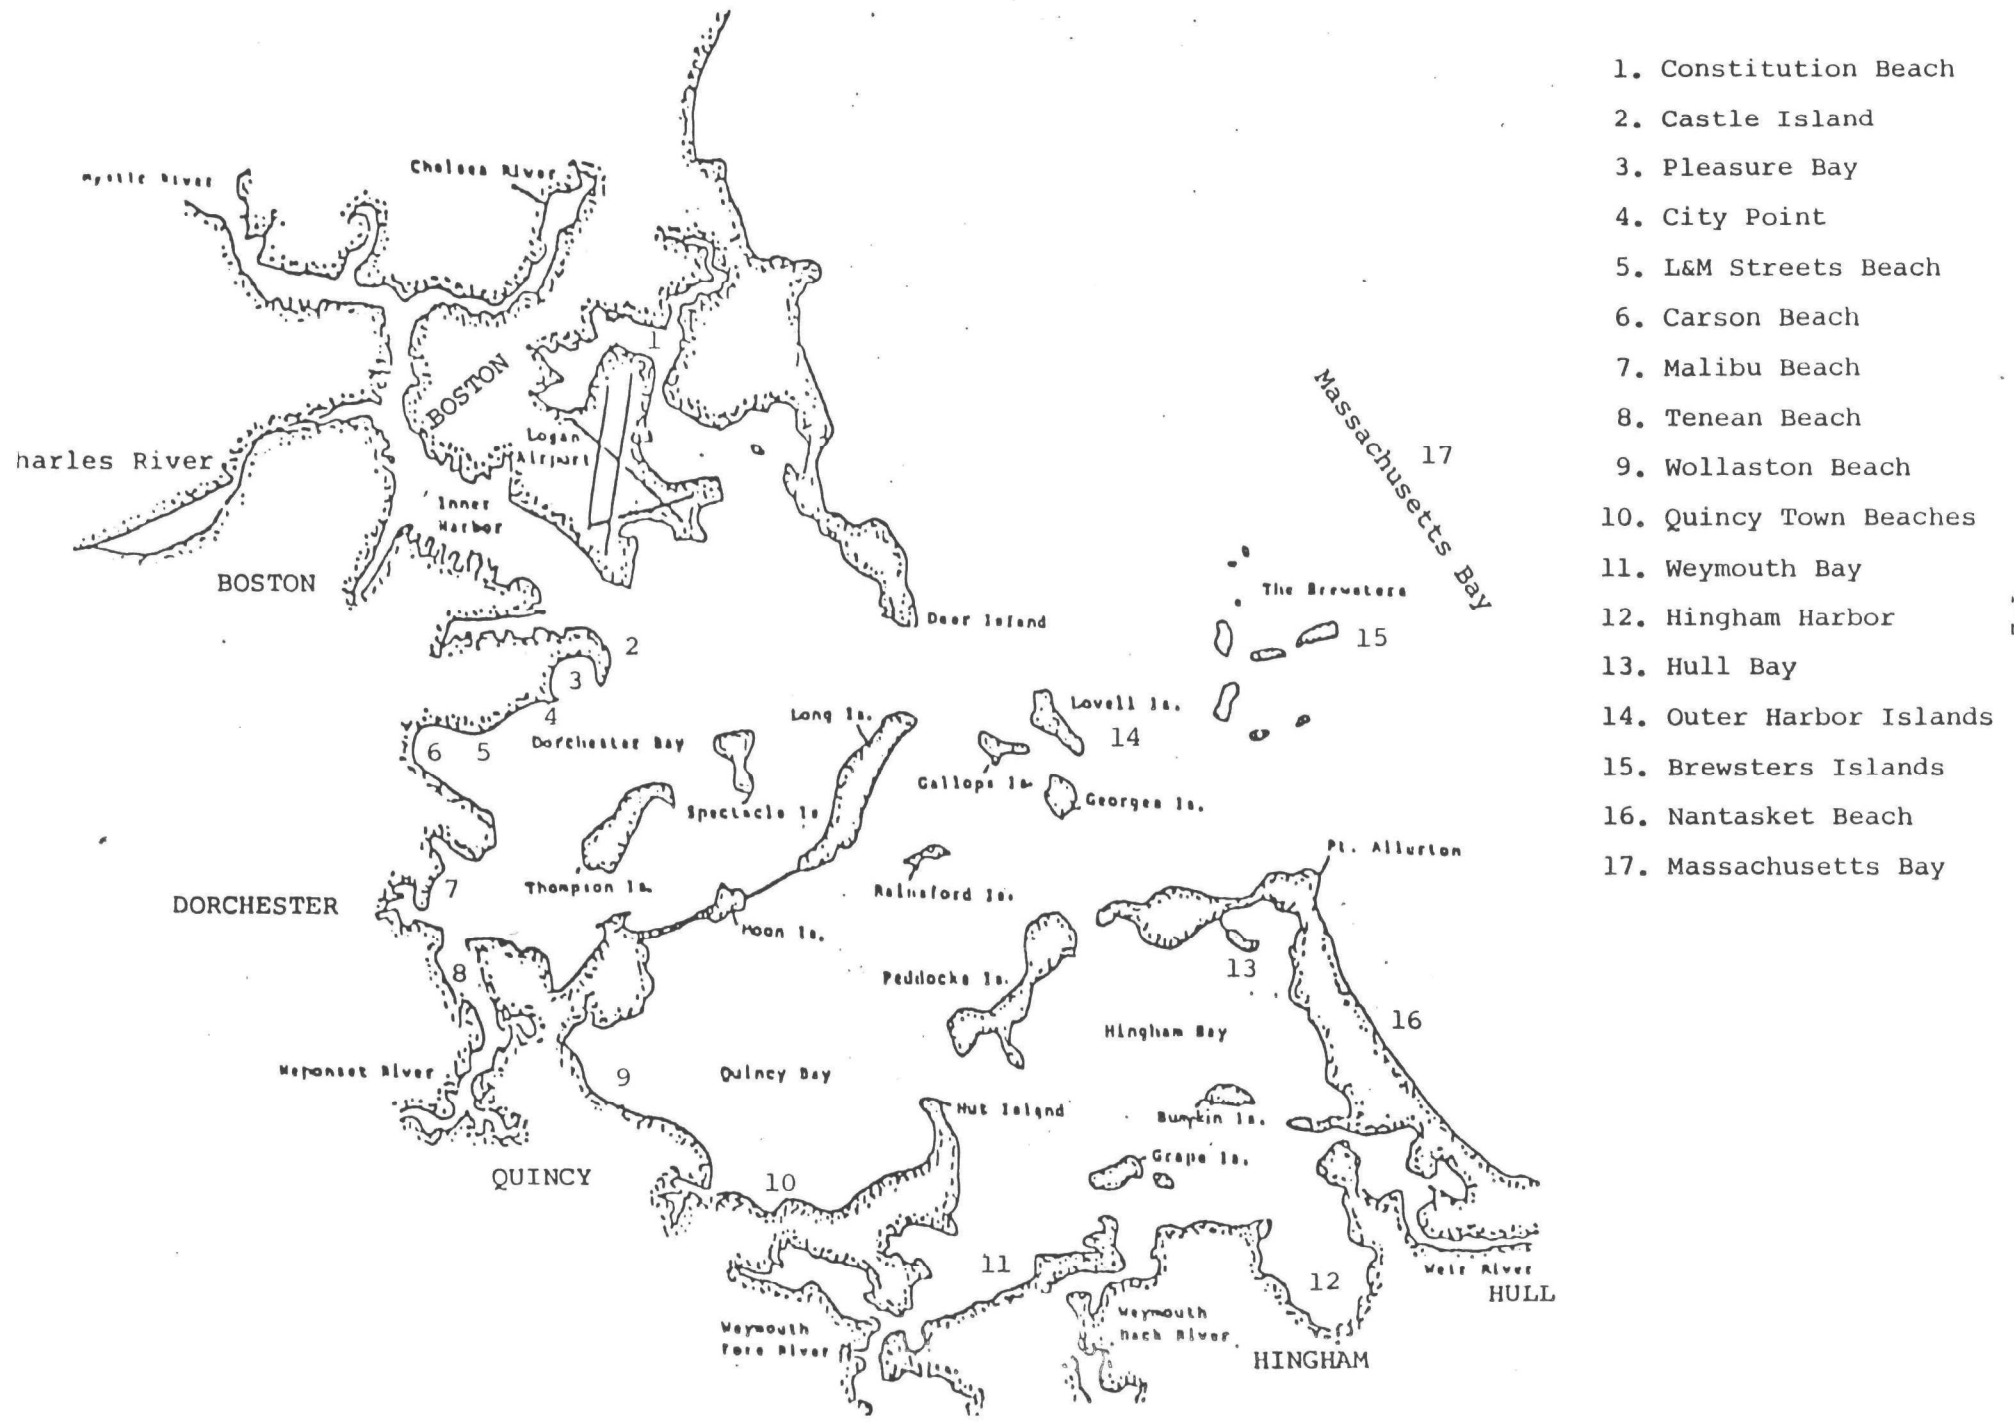 1. Constitution Beach
2. Castle Island
3. Pleasure Bay
4. City Point
5. L&M Streets Beach
6. Carson Beach
7. Malibu Beach
8. Tenean Beach
9. Wollaston Beach
10. Quincy Town Beaches
11. Weymouth Bay
12. Hingham Harbor
13. Hull Bay
14. Outer Harbor Islands
15. Brewsters Islands
16. Nantasket Beach
17. Massachusetts Bay
Mystic River
Chelsea River
1
BOSTON
Logan
Airport
harles River
Inner
Harbor
BOSTON
Massachusetts Bay
17
The Brewsters
Deer Island
15
2
3
4
Long Is.
Lovell Is.
14
6
5
Dorchester Bay
Gallops Is.
Georges Is.
Spectacle Is
Pt. Allerton
Thompson Is.
Rainsford Is.
7
DORCHESTER
Moon Is.
13
8
Peddocks Is.
16
Hingham Bay
Neponset River
9
Quincy Bay
Nut Island
Bumkin Is.
Grape Is.
QUINCY
10
11
12
Weir River
HULL
Weymouth
Fore River
Weymouth
Back River
HINGHAM